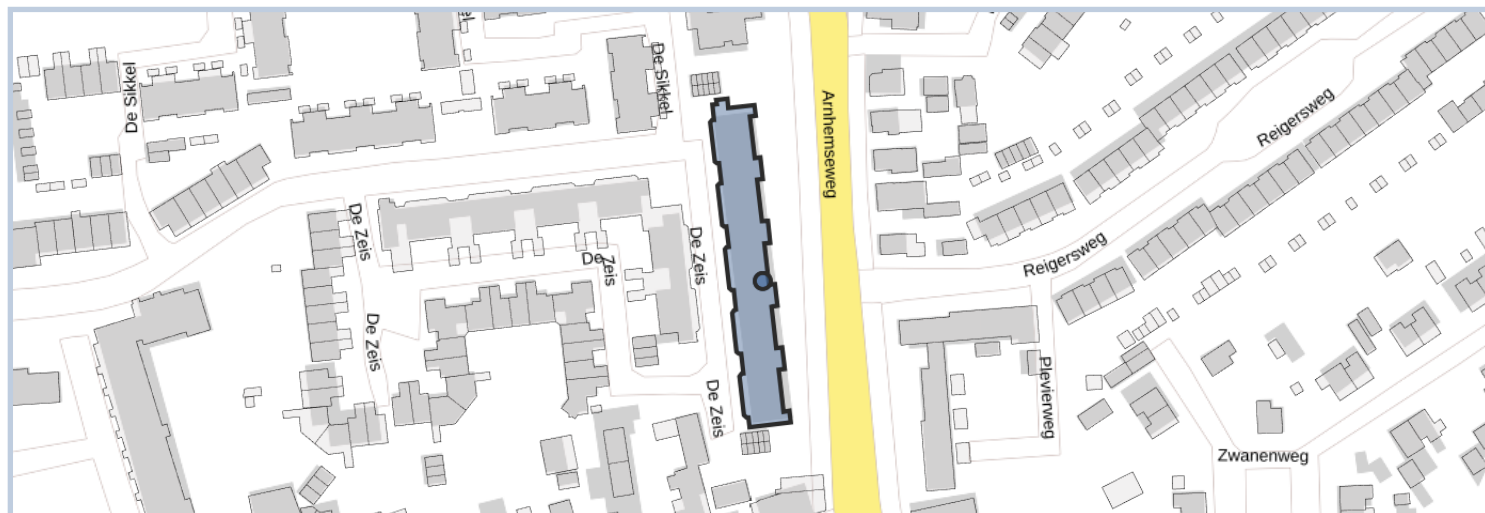 De Sikkel
De Sikkel
Arnhemseweg
Reigersweg
De Zeis
De Zeis
De Zeis
Reigersweg
De Zeis
Plevierweg
De Zeis
Zwanenweg